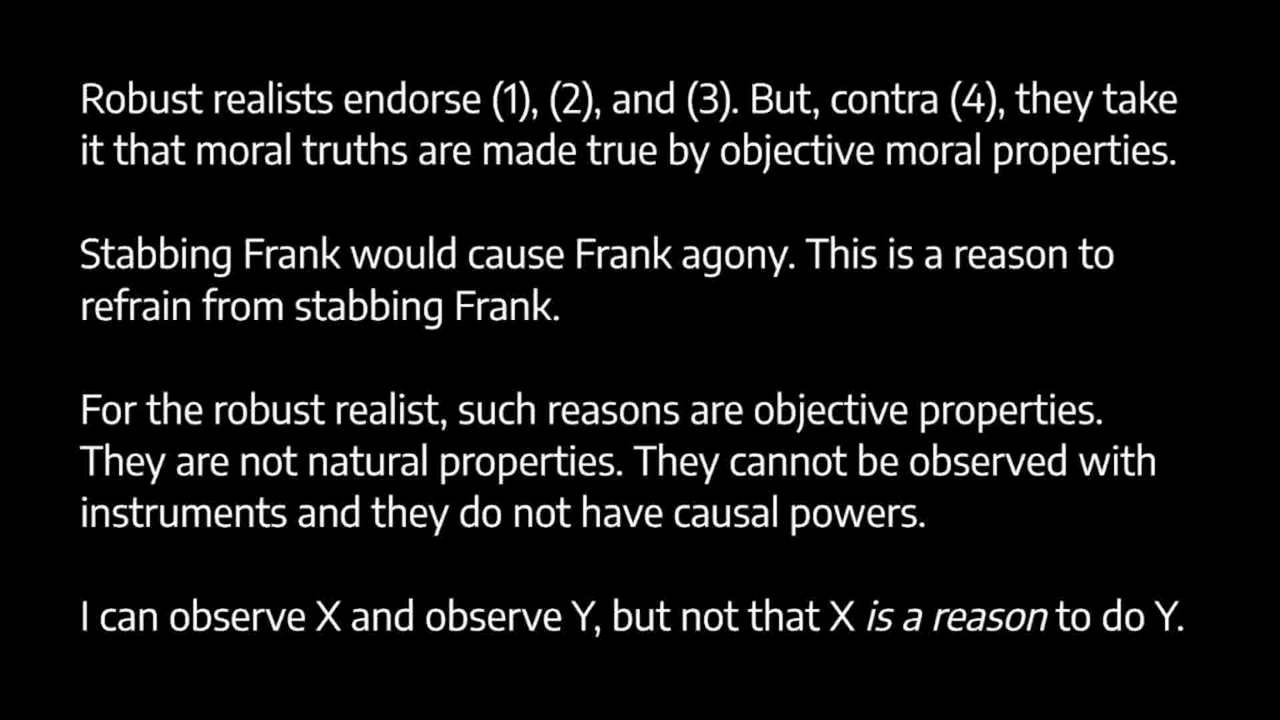 Robust realists endorse (1), (2), and (3). But, contra (4), they take
it that moral truths are made true by objective moral properties.
Stabbing Frank would cause Frank agony. This is a reason to
refrain from stabbing Frank.
For the robust realist, such reasons are objective properties.
They are not natural properties. They cannot be observed with
instruments and they do not have causal powers.
I can observe X and observe Y, but not that X is a reason to do Y.